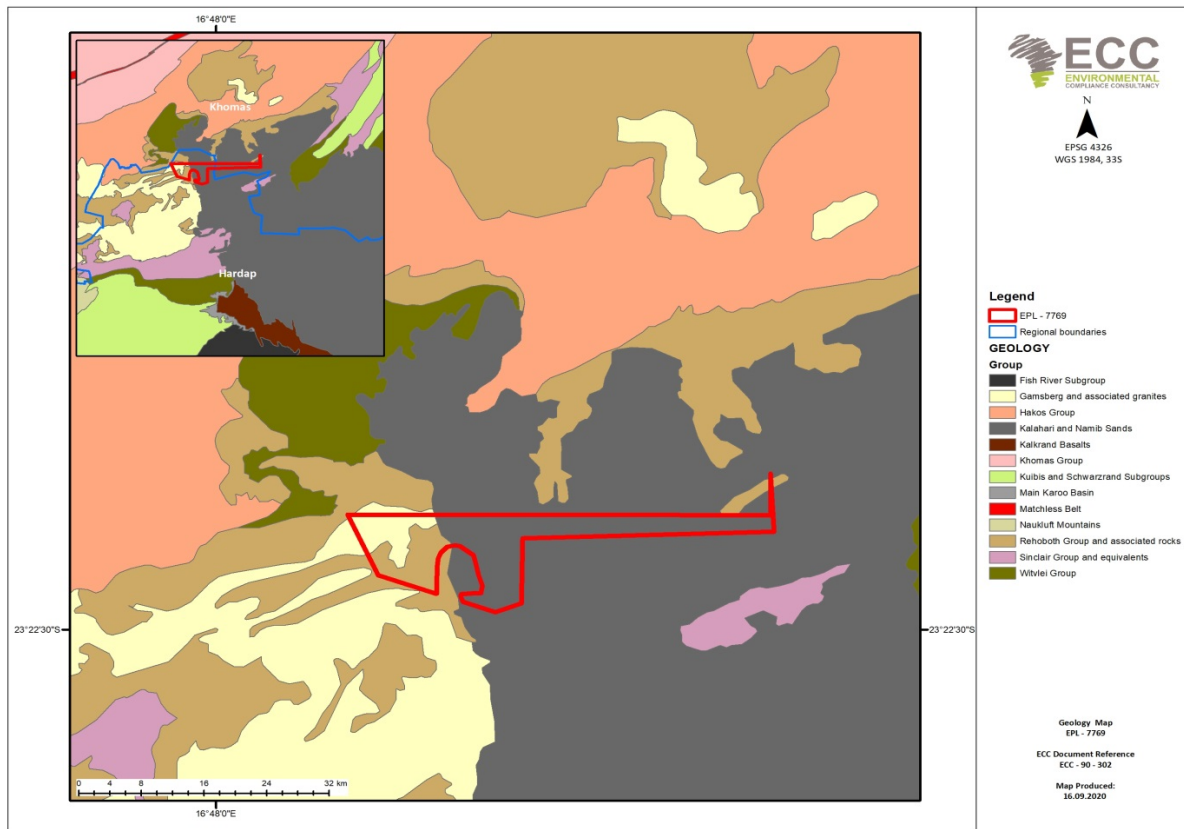 16°48'0"E
Khomas
Hardap
23°22'30"S
23°22'30"S
0 4 8 16 24 32 km
16°48'0"E
ECC
ENVIRONMENTAL
COMPLIANCE CONSULTANCY
N
EPSG 4326
WGS 1984, 33S
Legend
EPL - 7769
Regional boundaries
GEOLOGY
Group
Fish River Subgroup
Gamsberg and associated granites
Hakos Group
Kalahari and Namib Sands
Kalkrand Basalts
Khomas Group
Kuibis and Schwarzrand Subgroups
Main Karoo Basin
Matchless Belt
Naukluft Mountains
Rehoboth Group and associated rocks
Sinclair Group and equivalents
Witvlei Group
Geology Map
EPL - 7769
ECC Document Reference
ECC - 90 - 302
Map Produced:
16.09.2020